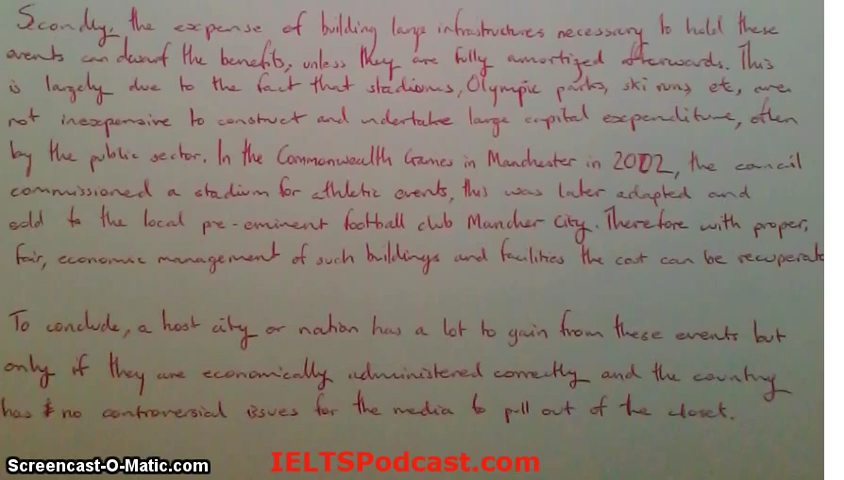 Scondly, the expense of building large infrastructures necessary to hold these
events can dwarf the benefits, unless they are fully amortized afterwards. This
is largely due to the fact that stadiums, Olympic parks, ski runs etc, are
not inexpensive to construct and undertake large capital expenditure, often
by the public sector. In the Commonwealth Games in Manchester in 2002, the council
commissioned a stadium for athletic events, this was later adapted and
sold to the local pre-eminent football club Mancher City. Therefore with proper,
fair, economic management of such buildings and facilities the cost can be recuperate
To conclude, a host city or nation has a lot to gain from these events but
only if they are economically administered correctly and the country
has no controversial issues for the media to pull out of the closet.
Screencast-O-Matic.com
IELTSPodcast.com